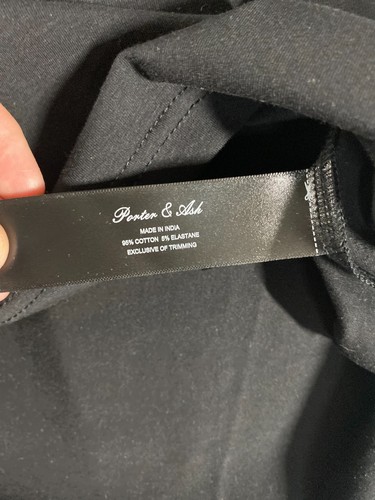 Porter & Ash
MADE IN INDIA
95% COTTON 5% ELASTANE
EXCLUSIVE OF TRIMMING